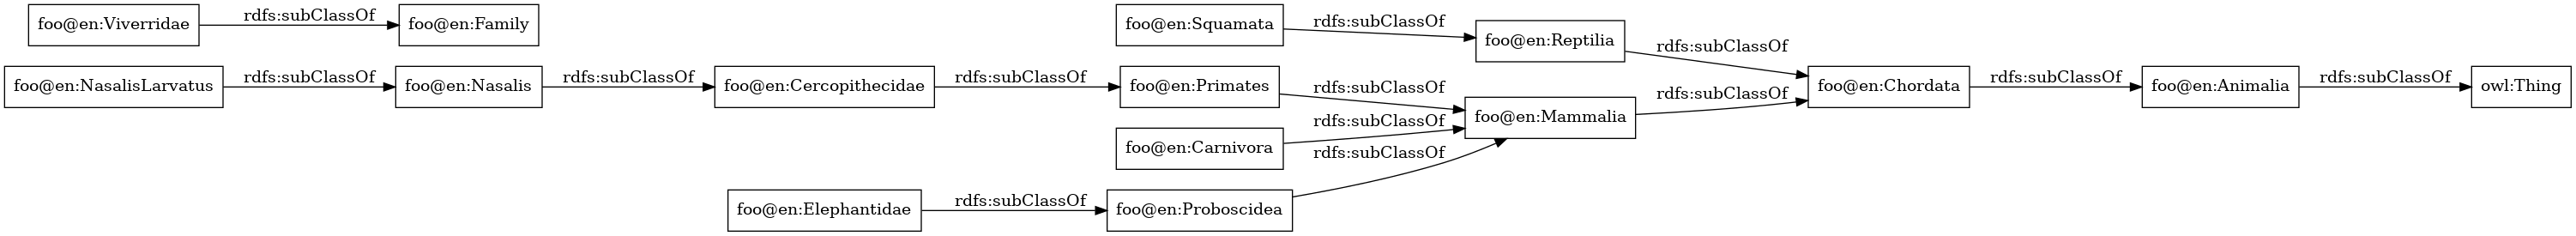 foo@en:Viverridae
rdfs:subClassOf
foo@en:Family
foo@en:Squamata
rdfs:subClassOf
foo@en:Reptilia
rdfs:subClassOf
foo@en:NasalisLarvatus
rdfs:subClassOf
foo@en:Nasalis
rdfs:subClassOf
foo@en:Cercopithecidae
rdfs:subClassOf
foo@en:Primates
rdfs:subClassOf
foo@en:Mammalia
rdfs:subClassOf
foo@en:Chordata
rdfs:subClassOf
foo@en:Animalia
rdfs:subClassOf
owl:Thing
foo@en:Carnivora
rdfs:subClassOf
foo@en:Elephantidae
rdfs:subClassOf
foo@en:Proboscidea
rdfs:subClassOf